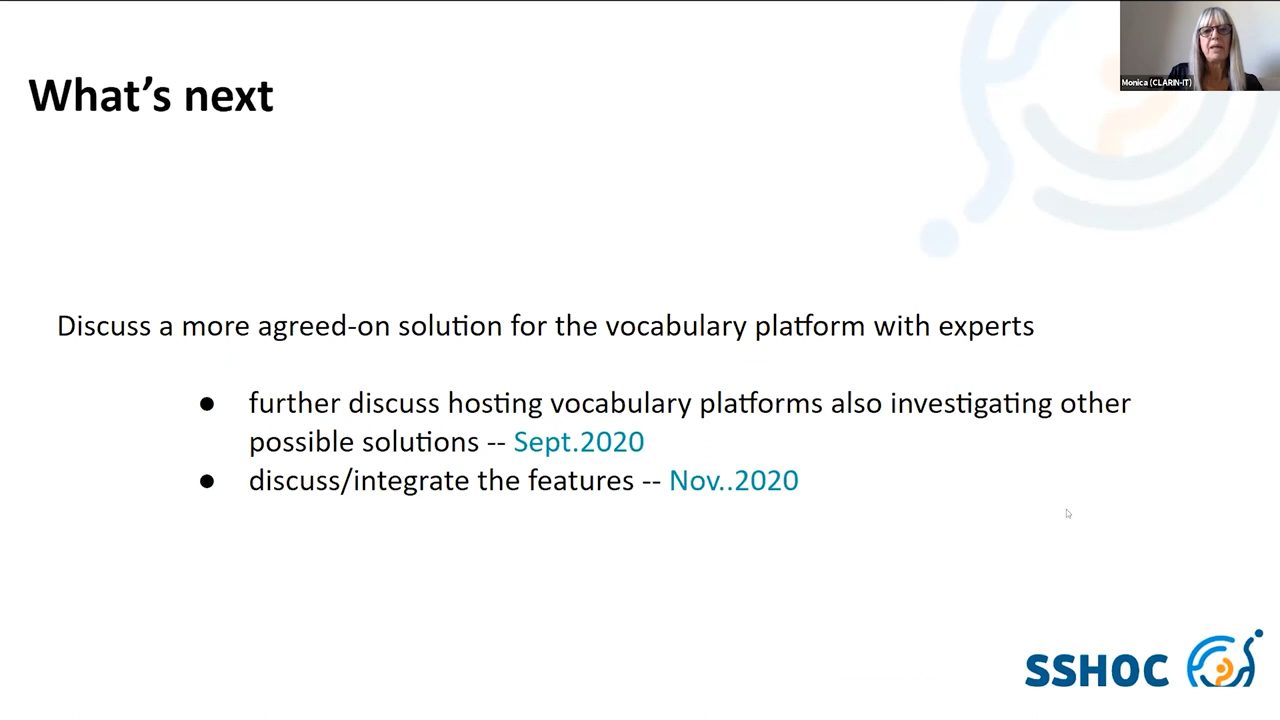 Monica (CLARIN-IT)
What's next
Discuss a more agreed-on solution for the vocabulary platform with experts
● further discuss hosting vocabulary platforms also investigating other
possible solutions -- Sept.2020
● discuss/integrate the features -- Nov..2020
SSHOC